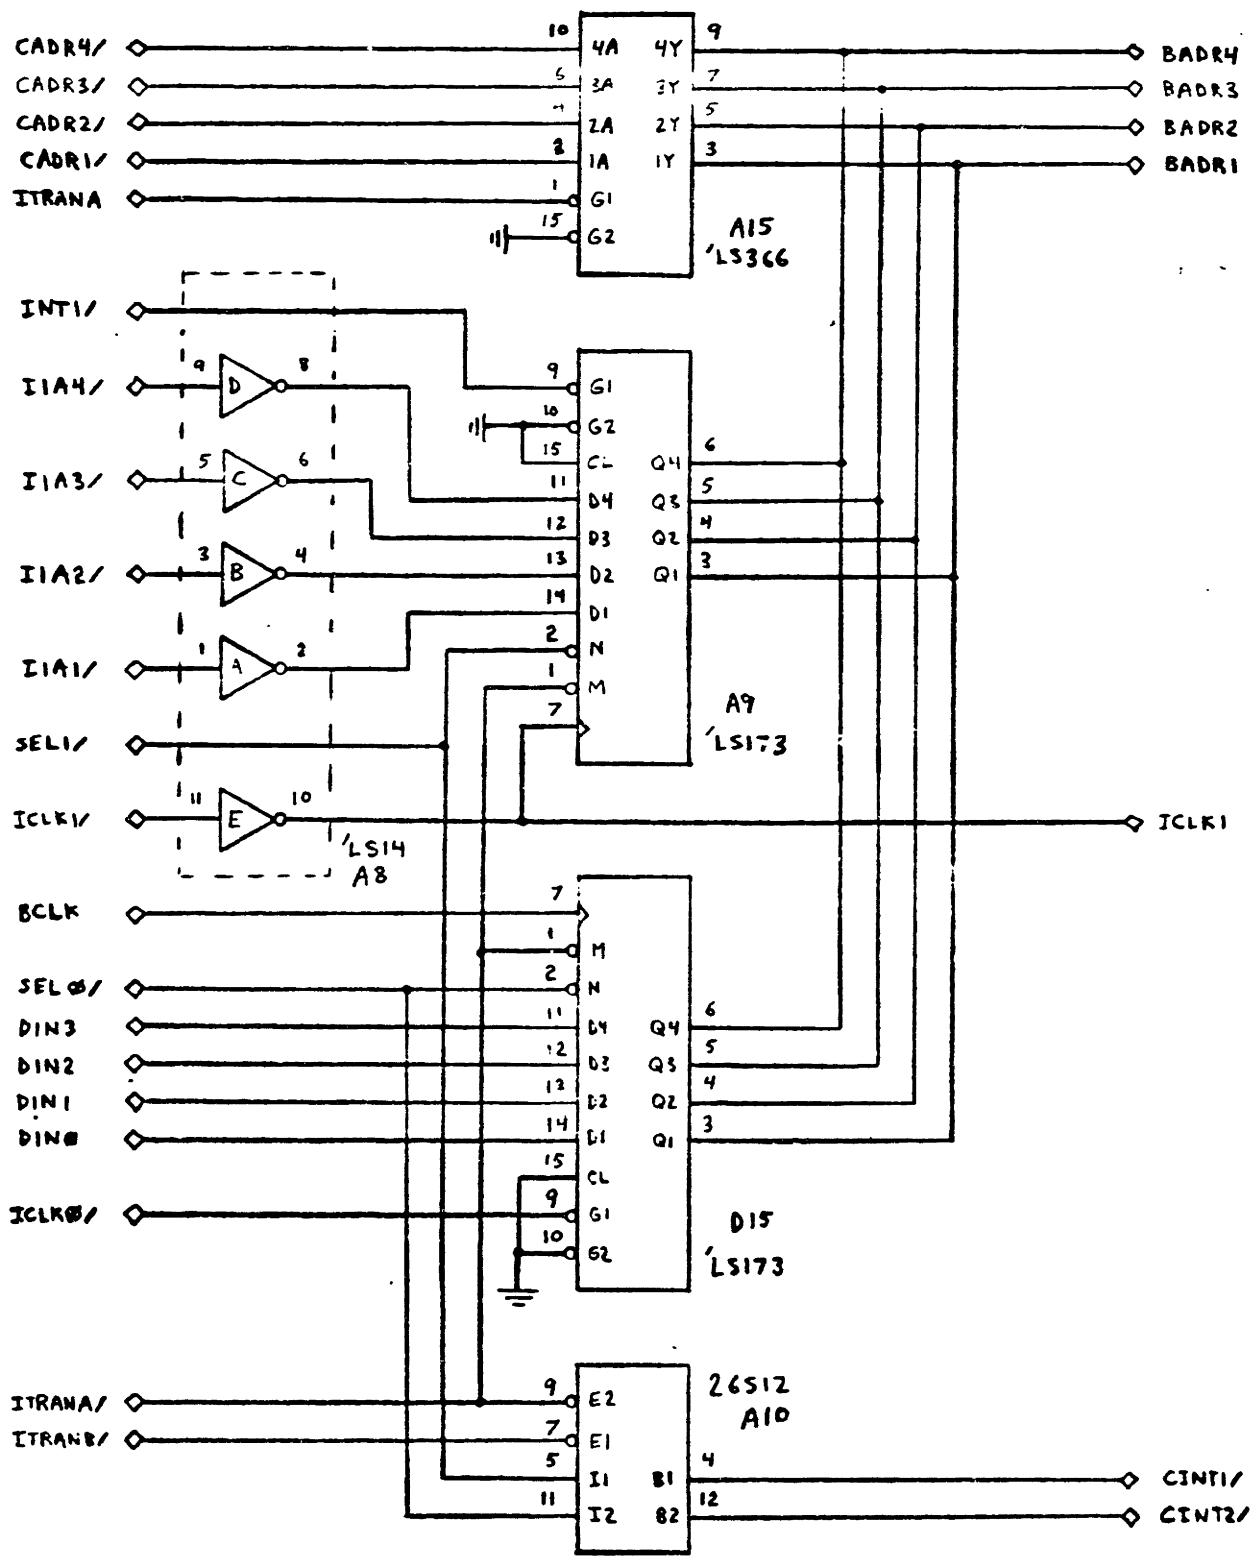 CADR4/ 10 4A 4Y 9 BADR4
CADR3/ 6 3A 3Y 7 BADR3
CADR2/ 2A 2Y 5 BADR2
CADR1/ 2 1A 1Y 3 BADR1
ITRANA 1 G1
15 G2
A15
'LS366
INT1/
I1A4/ 9 D 8 9 G1
10 G2
15 CL Q4 6
I1A3/ 5 C 6 11 D4 Q3 5
12 D3 Q2 4
I1A2/ 3 B 4 13 D2 Q1 3
14 D1
2 N
I1A1/ 1 A 2 1 M
A9
SEL1/ 7 'LS173
ICLK1/ 11 E 10 ICLK1
'LS14
A8
BCLK 7
1 M
SELØ/ 2 N
DIN3 11 D4 Q4 6
DIN2 12 D3 Q3 5
DIN1 13 D2 Q2 4
DINØ 14 D1 Q1 3
15 CL
ICLKØ/ 9 G1 D15
10 G2 'LS173
ITRANA/ 9 E2 26S12
A10
ITRANB/ 7 E1
5 I1 B1 4 CINT1/
11 I2 B2 12 CINT2/